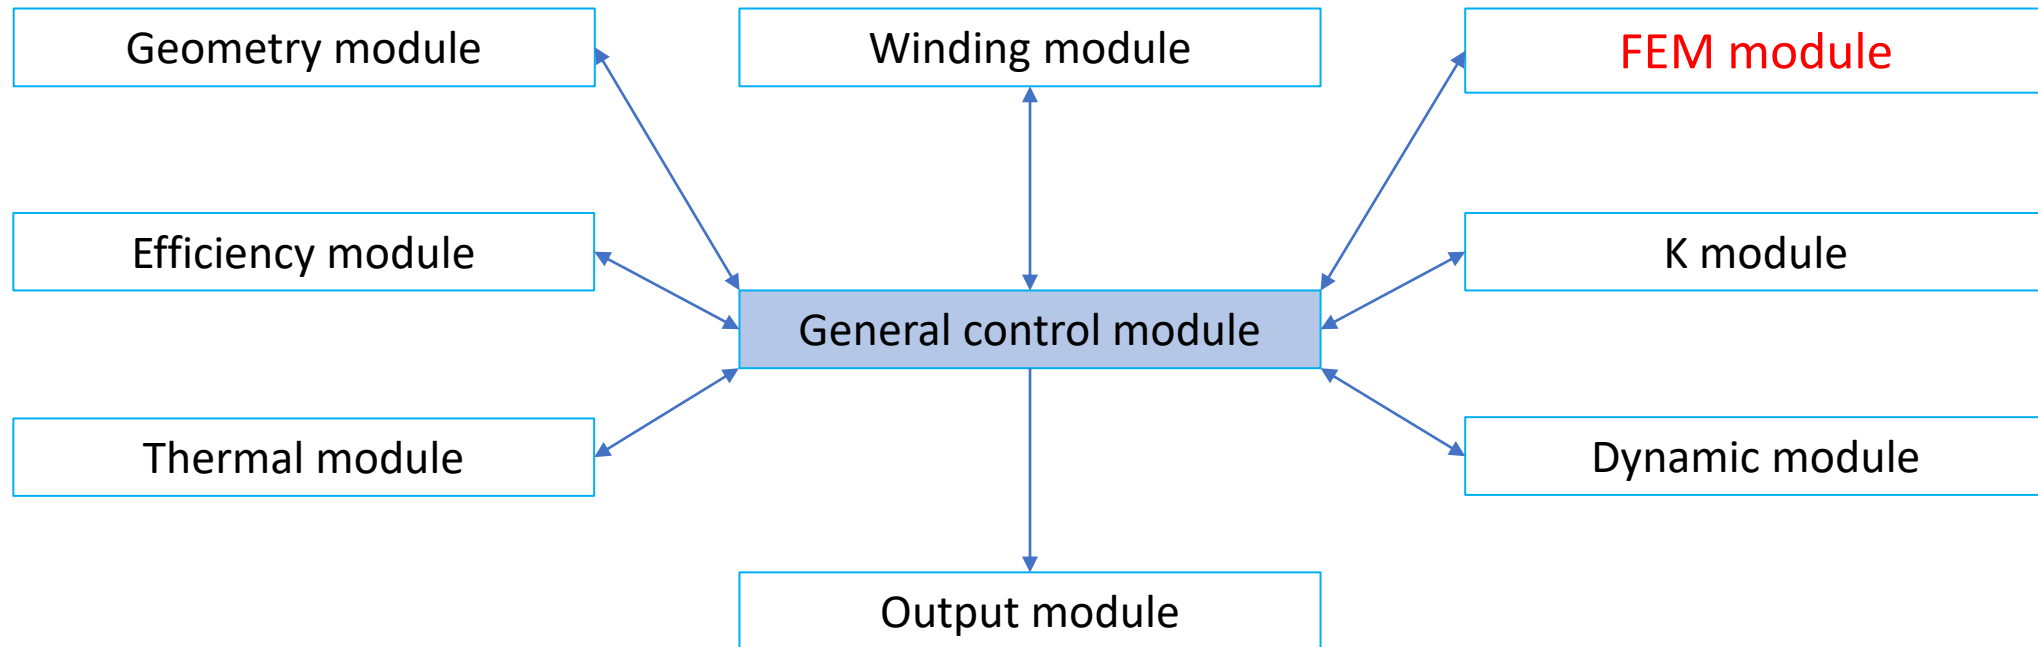 Geometry module
Winding module
FEM module
Efficiency module
K module
General control module
Thermal module
Dynamic module
Output module